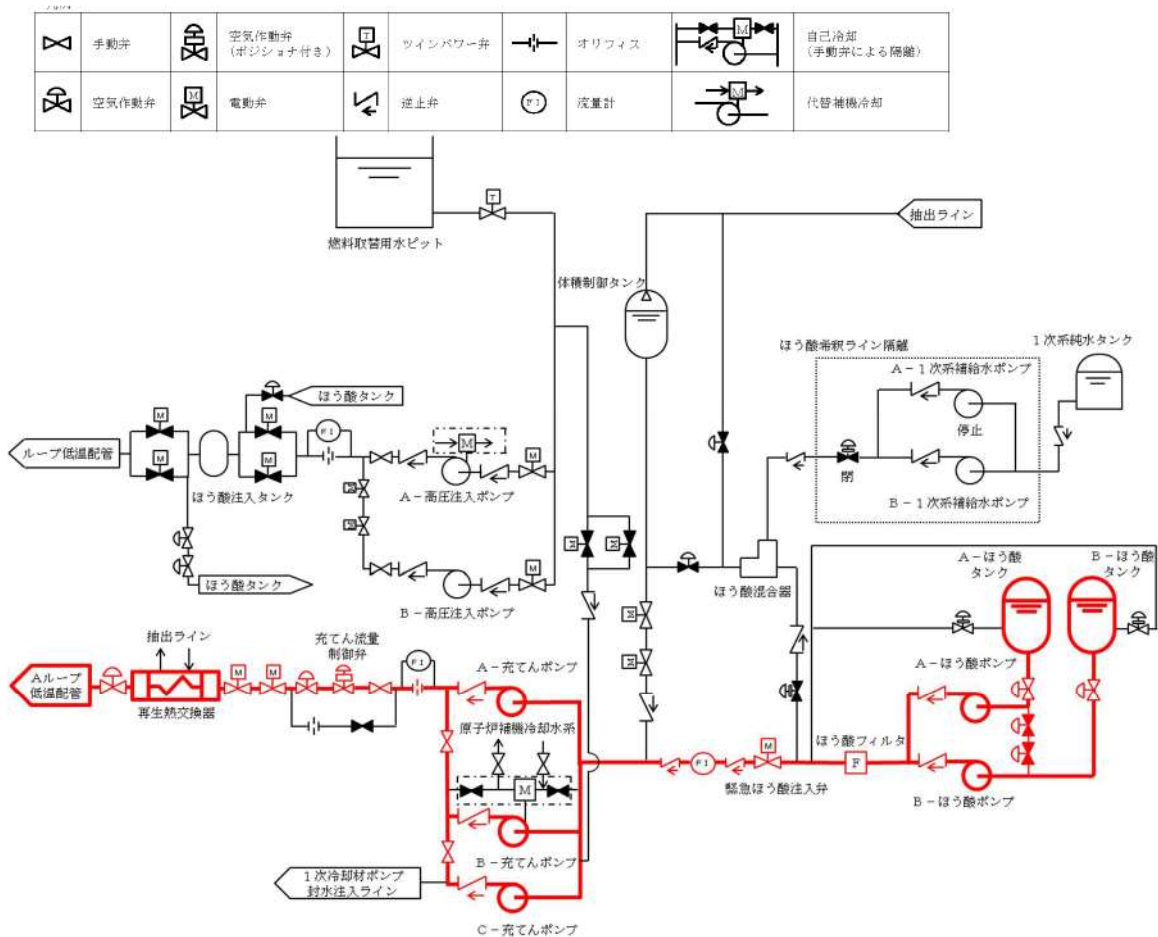 手動弁
空気作動弁
(ポジショナ付き)
T
ツインパワー弁
オリフィス
M
自己冷却
(手動弁による隔離)
空気作動弁
M
電動弁
逆止弁
FI
流量計
M
代替補機冷却
T
燃料取替用水ピット
抽出ライン
体積制御タンク
ほう酸希釈ライン隔離
1次系純水タンク
A-1次系補給水ポンプ
停止
閉
B-1次系補給水ポンプ
ほう酸タンク
M
M
FI
M
M
ループ低温配管
M
M
ほう酸注入タンク
A-高圧注入ポンプ
M
M
ほう酸タンク
M
B-高圧注入ポンプ
M
M
ほう酸混合器
A-ほう酸
タンク
B-ほう酸
タンク
M
M
抽出ライン
充てん流量
制御弁
FI
A-充てんポンプ
Aループ
低温配管
M
M
再生熱交換器
原子炉補機冷却水系
A-ほう酸ポンプ
M
FI
M
緊急ほう酸注入弁
ほう酸フィルタ
F
B-ほう酸ポンプ
B-充てんポンプ
1次冷却材ポンプ
封水注入ライン
C-充てんポンプ